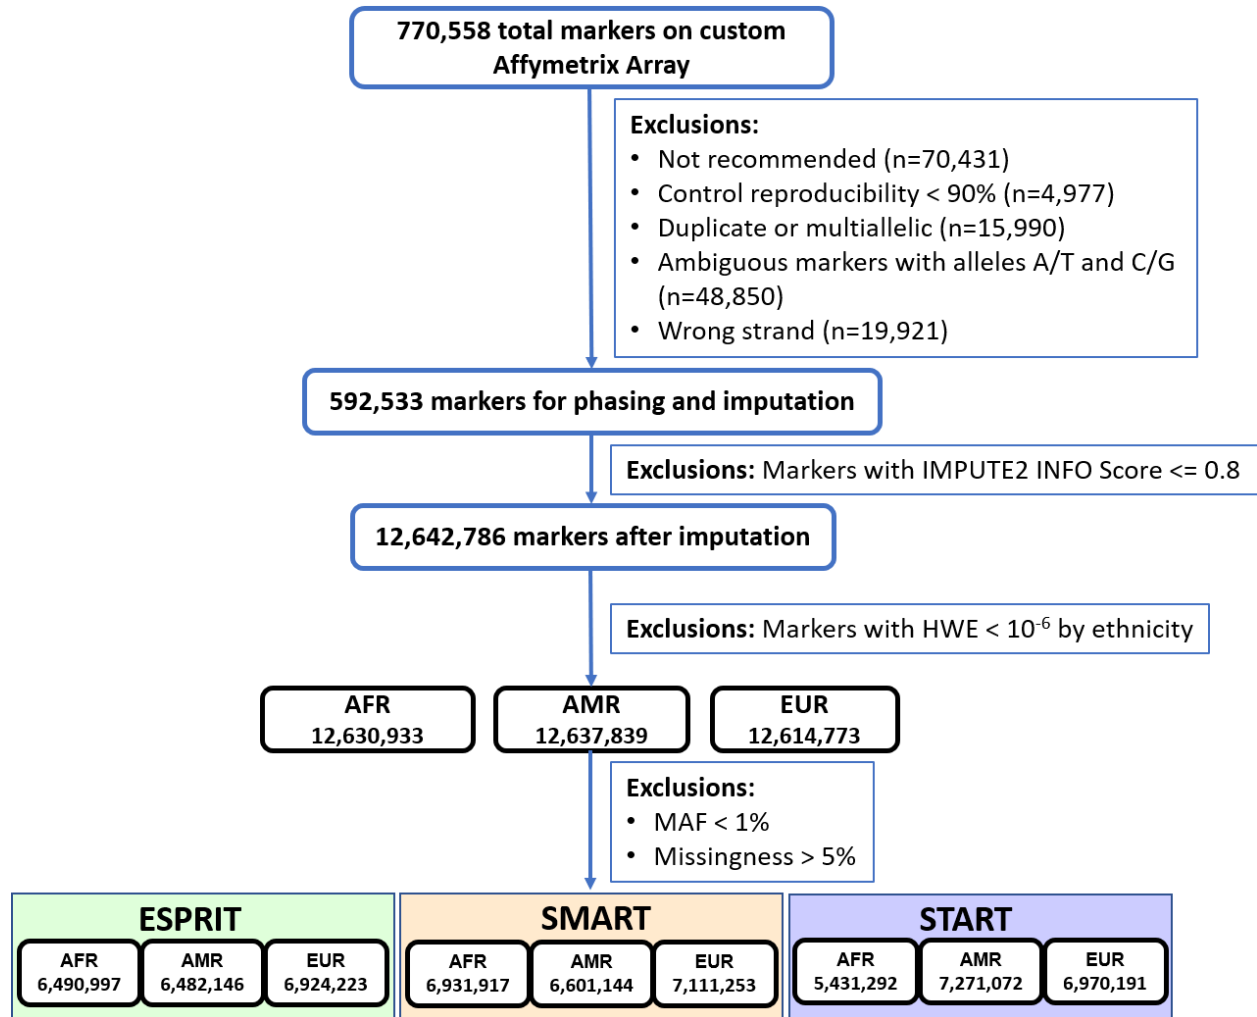 770,558 total markers on custom
Affymetrix Array
Exclusions:
• Not recommended (n=70,431)
• Control reproducibility < 90% (n=4,977)
• Duplicate or multiallelic (n=15,990)
• Ambiguous markers with alleles A/T and C/G
(n=48,850)
• Wrong strand (n=19,921)
592,533 markers for phasing and imputation
Exclusions: Markers with IMPUTE2 INFO Score <= 0.8
12,642,786 markers after imputation
Exclusions: Markers with HWE < 10⁻⁶ by ethnicity
AFR
12,630,933
AMR
12,637,839
EUR
12,614,773
Exclusions:
• MAF < 1%
• Missingness > 5%
ESPRIT
AFR
6,490,997
AMR
6,482,146
EUR
6,924,223
SMART
AFR
6,931,917
AMR
6,601,144
EUR
7,111,253
START
AFR
5,431,292
AMR
7,271,072
EUR
6,970,191